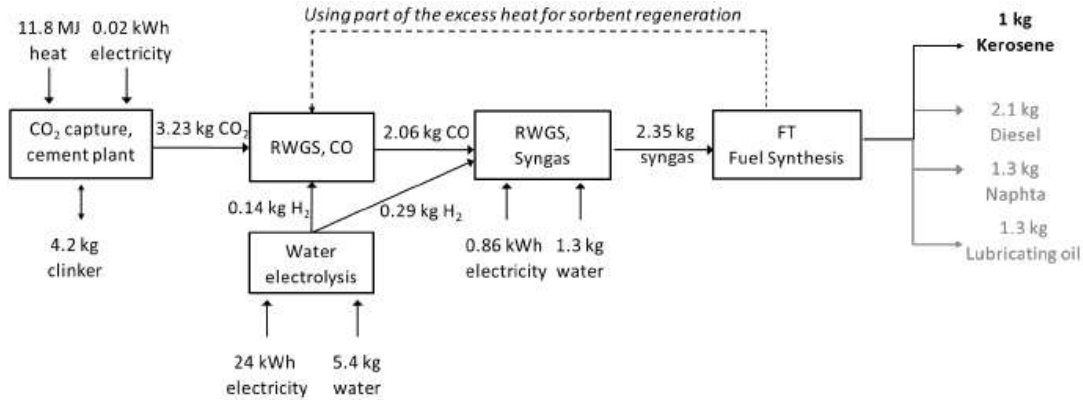 Using part of the excess heat for sorbent regeneration
11.8 MJ
heat
0.02 kWh
electricity
CO₂ capture,
cement plant
3.23 kg CO₂
RWGS, CO
2.06 kg CO
RWGS,
Syngas
2.35 kg
syngas
FT
Fuel Synthesis
1 kg
Kerosene
2.1 kg
Diesel
1.3 kg
Naphta
1.3 kg
Lubricating oil
4.2 kg
clinker
0.14 kg H₂
0.29 kg H₂
Water
electrolysis
0.86 kWh
electricity
1.3 kg
water
24 kWh
electricity
5.4 kg
water